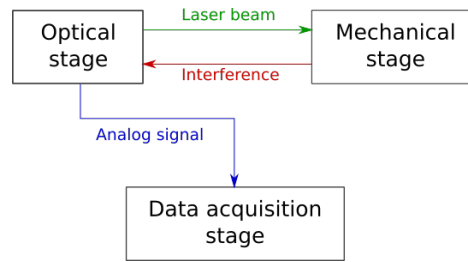 Optical
stage
Laser beam
Interference
Mechanical
stage
Analog signal
Data acquisition
stage